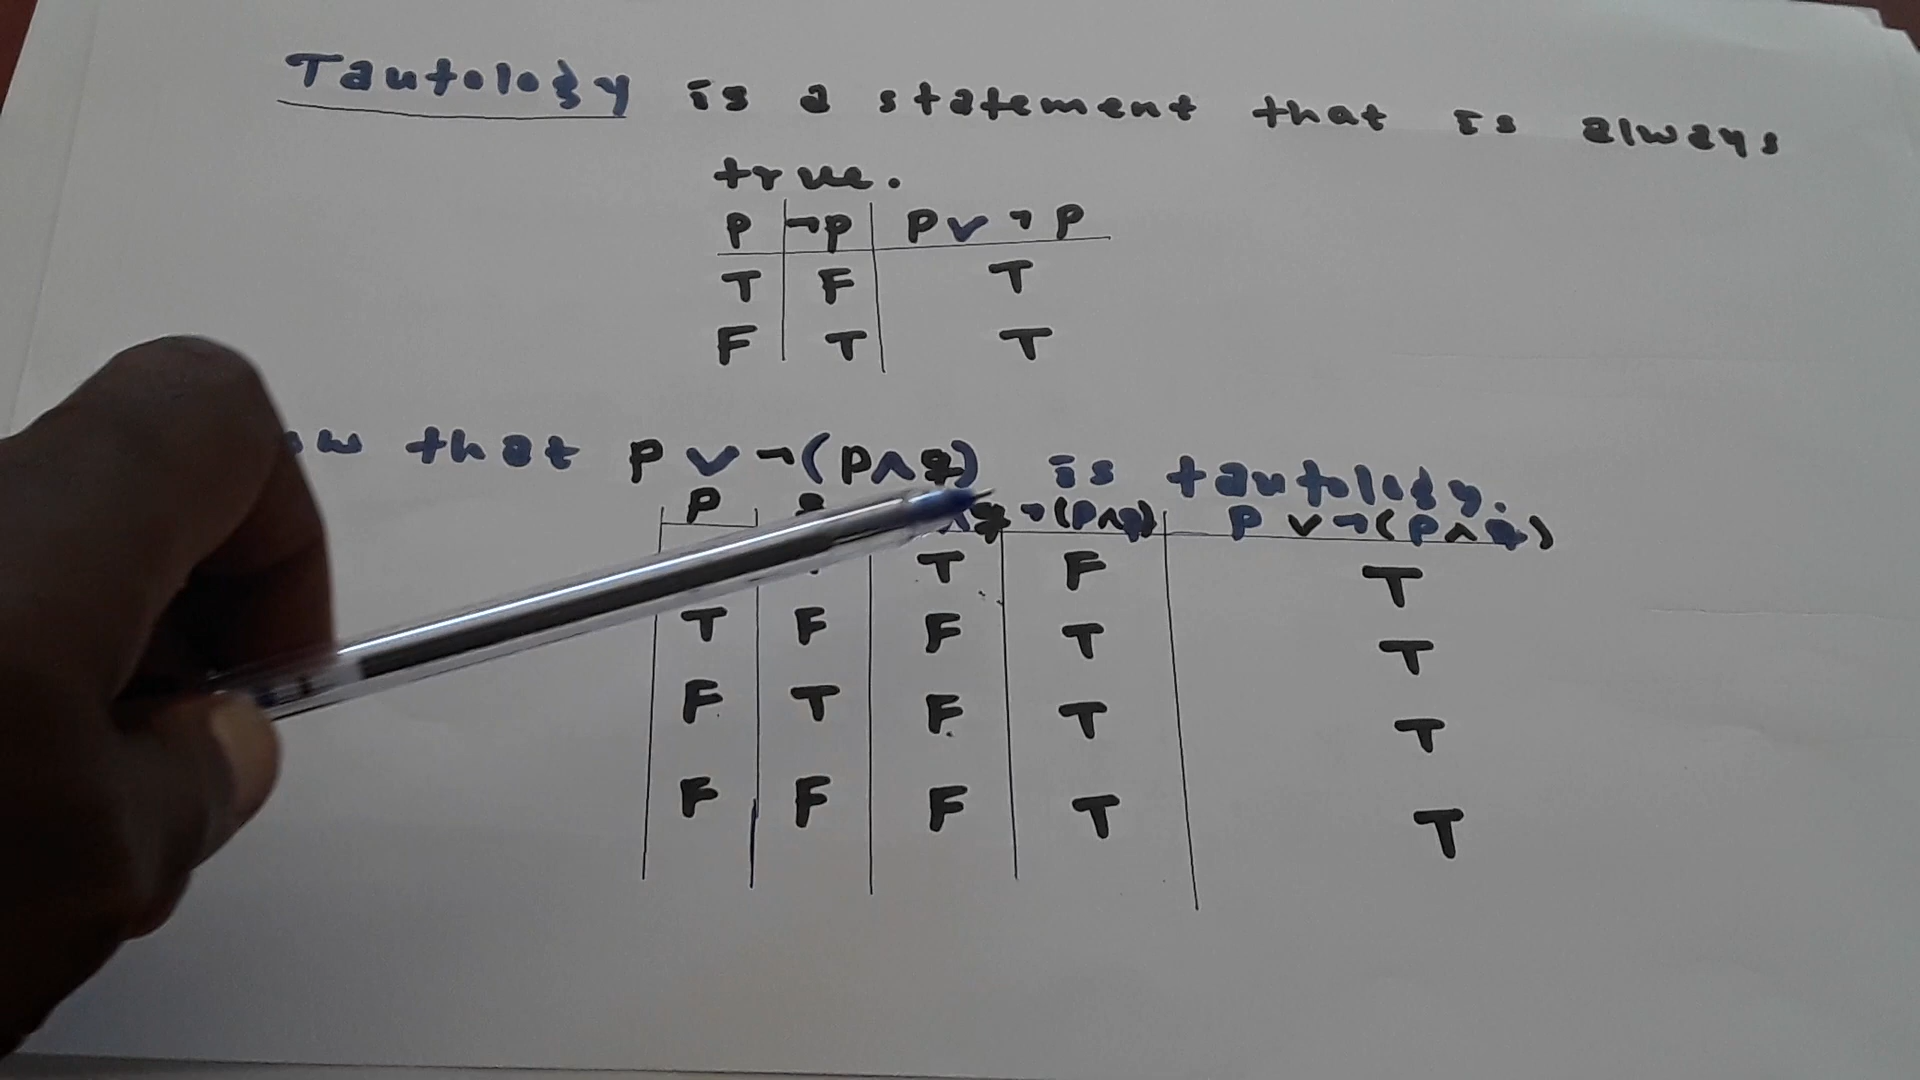 Tautology is a statement that is always
true.
P ¬P P∨¬P
T F T
F T T
that P∨¬(P∧q) is tautology.
P ∧q ¬(P∧q) P∨¬(P∧q)
T F T
T F F T T
F T F T T
F F F T T